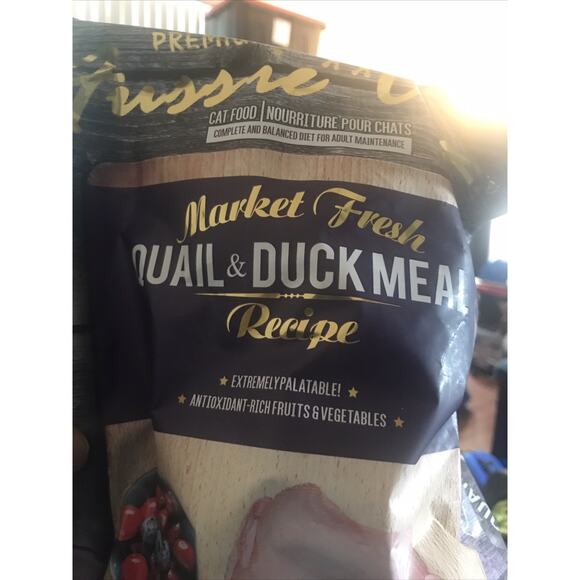 Aussie
CAT FOOD | NOURRITURE POUR CHATS
COMPLETE AND BALANCED DIET FOR ADULT MAINTENANCE
Market Fresh
QUAIL & DUCK MEAL
Recipe
EXTREMELY PALATABLE!
ANTIOXIDANT-RICH FRUITS & VEGETABLES